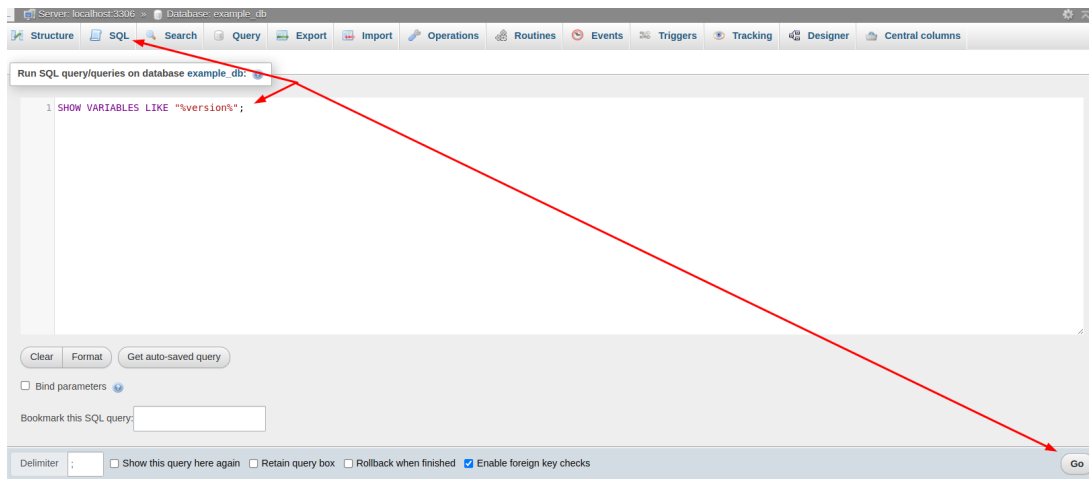 Server: localhost:3306 » Database: example_db
Structure SQL Search Query Export Import Operations Routines Events Triggers Tracking Designer Central columns
Run SQL query/queries on database example_db:
1 SHOW VARIABLES LIKE "%version%";
Clear Format Get auto-saved query
Bind parameters
Bookmark this SQL query:
Delimiter ; Show this query here again Retain query box Rollback when finished Enable foreign key checks Go